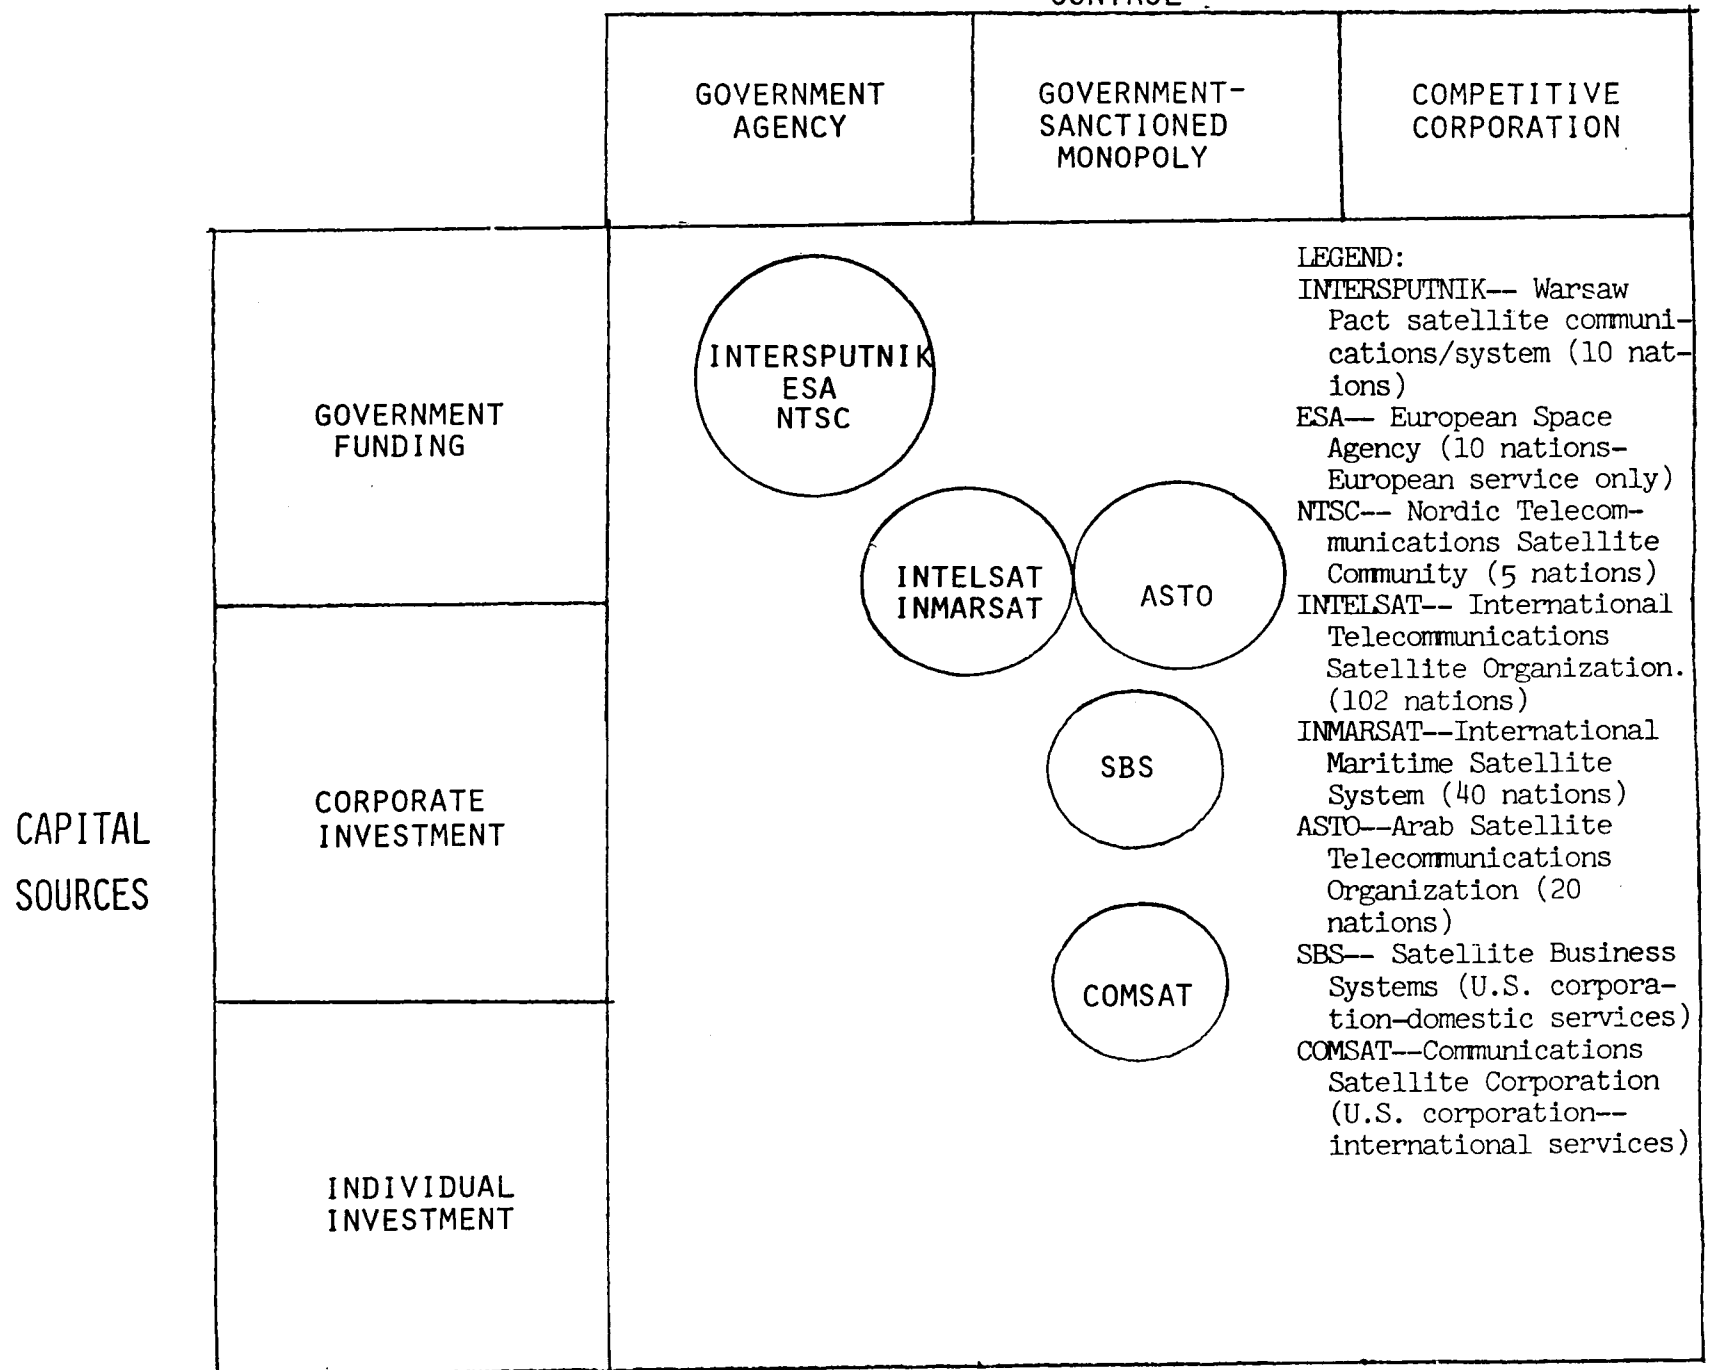 CONTROL
GOVERNMENT
AGENCY
GOVERNMENT-
SANCTIONED
MONOPOLY
COMPETITIVE
CORPORATION
CAPITAL
SOURCES
GOVERNMENT
FUNDING
CORPORATE
INVESTMENT
INDIVIDUAL
INVESTMENT
INTERSPUTNIK
ESA
NTSC
INTELSAT
INMARSAT
ASTO
SBS
COMSAT
LEGEND:
INTERSPUTNIK-- Warsaw
Pact satellite communi-
cations/system (10 nat-
ions)
ESA-- European Space
Agency (10 nations-
European service only)
NTSC-- Nordic Telecom-
munications Satellite
Community (5 nations)
INTELSAT-- International
Telecommunications
Satellite Organization.
(102 nations)
INMARSAT--International
Maritime Satellite
System (40 nations)
ASTO--Arab Satellite
Telecommunications
Organization (20
nations)
SBS-- Satellite Business
Systems (U.S. corpora-
tion-domestic services)
COMSAT--Communications
Satellite Corporation
(U.S. corporation--
international services)